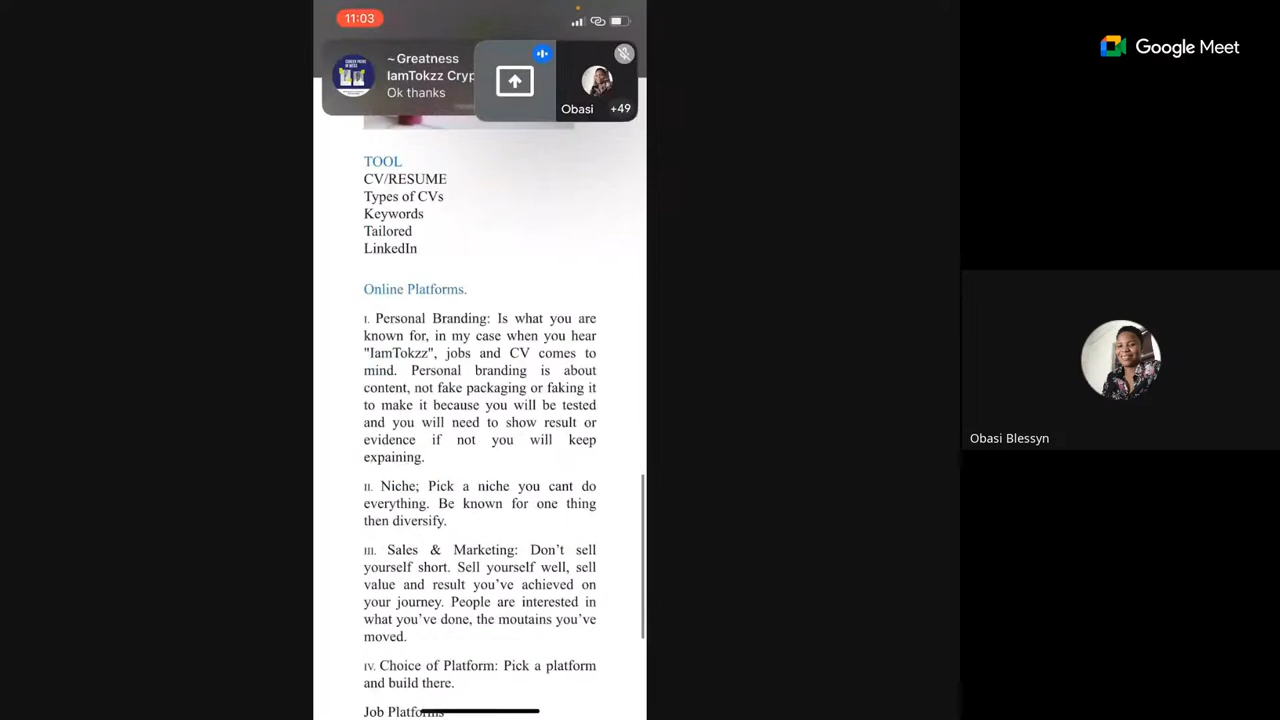 11:03
~Greatness
IamTokzz Cryp
Ok thanks
Obasi +49
Google Meet
TOOL
CV/RESUME
Types of CVs
Keywords
Tailored
LinkedIn
Online Platforms.
I. Personal Branding: Is what you are
known for, in my case when you hear
"IamTokzz", jobs and CV comes to
mind. Personal branding is about
content, not fake packaging or faking it
to make it because you will be tested
and you will need to show result or
evidence if not you will keep
expaining.
II. Niche; Pick a niche you cant do
everything. Be known for one thing
then diversify.
III. Sales & Marketing: Don’t sell
yourself short. Sell yourself well, sell
value and result you’ve achieved on
your journey. People are interested in
what you’ve done, the moutains you’ve
moved.
IV. Choice of Platform: Pick a platform
and build there.
Job Platforms
Obasi Blessyn